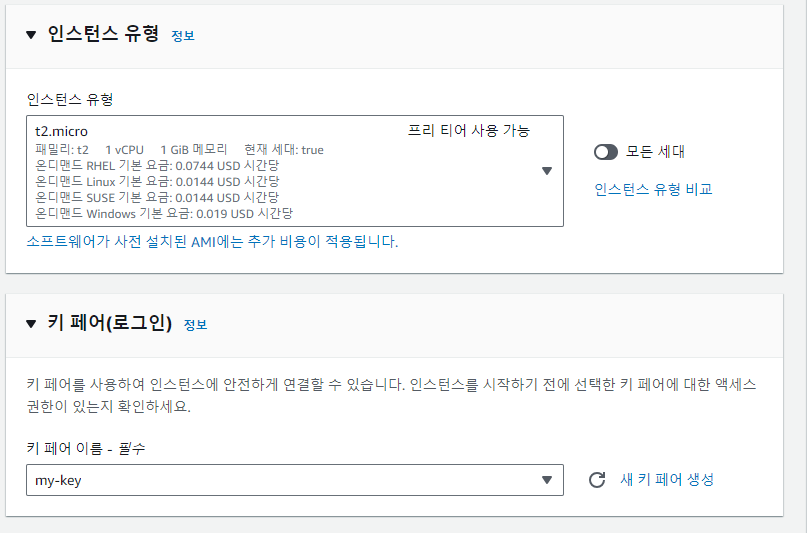 인스턴스 유형 정보
인스턴스 유형
t2.micro 프리 티어 사용 가능
패밀리: t2 1 vCPU 1 GiB 메모리 현재 세대: true
온디맨드 RHEL 기본 요금: 0.0744 USD 시간당
온디맨드 Linux 기본 요금: 0.0144 USD 시간당
온디맨드 SUSE 기본 요금: 0.0144 USD 시간당
온디맨드 Windows 기본 요금: 0.019 USD 시간당
모든 세대
인스턴스 유형 비교
소프트웨어가 사전 설치된 AMI에는 추가 비용이 적용됩니다.
키 페어(로그인) 정보
키 페어를 사용하여 인스턴스에 안전하게 연결할 수 있습니다. 인스턴스를 시작하기 전에 선택한 키 페어에 대한 액세스
권한이 있는지 확인하세요.
키 페어 이름 - 필수
my-key
새 키 페어 생성